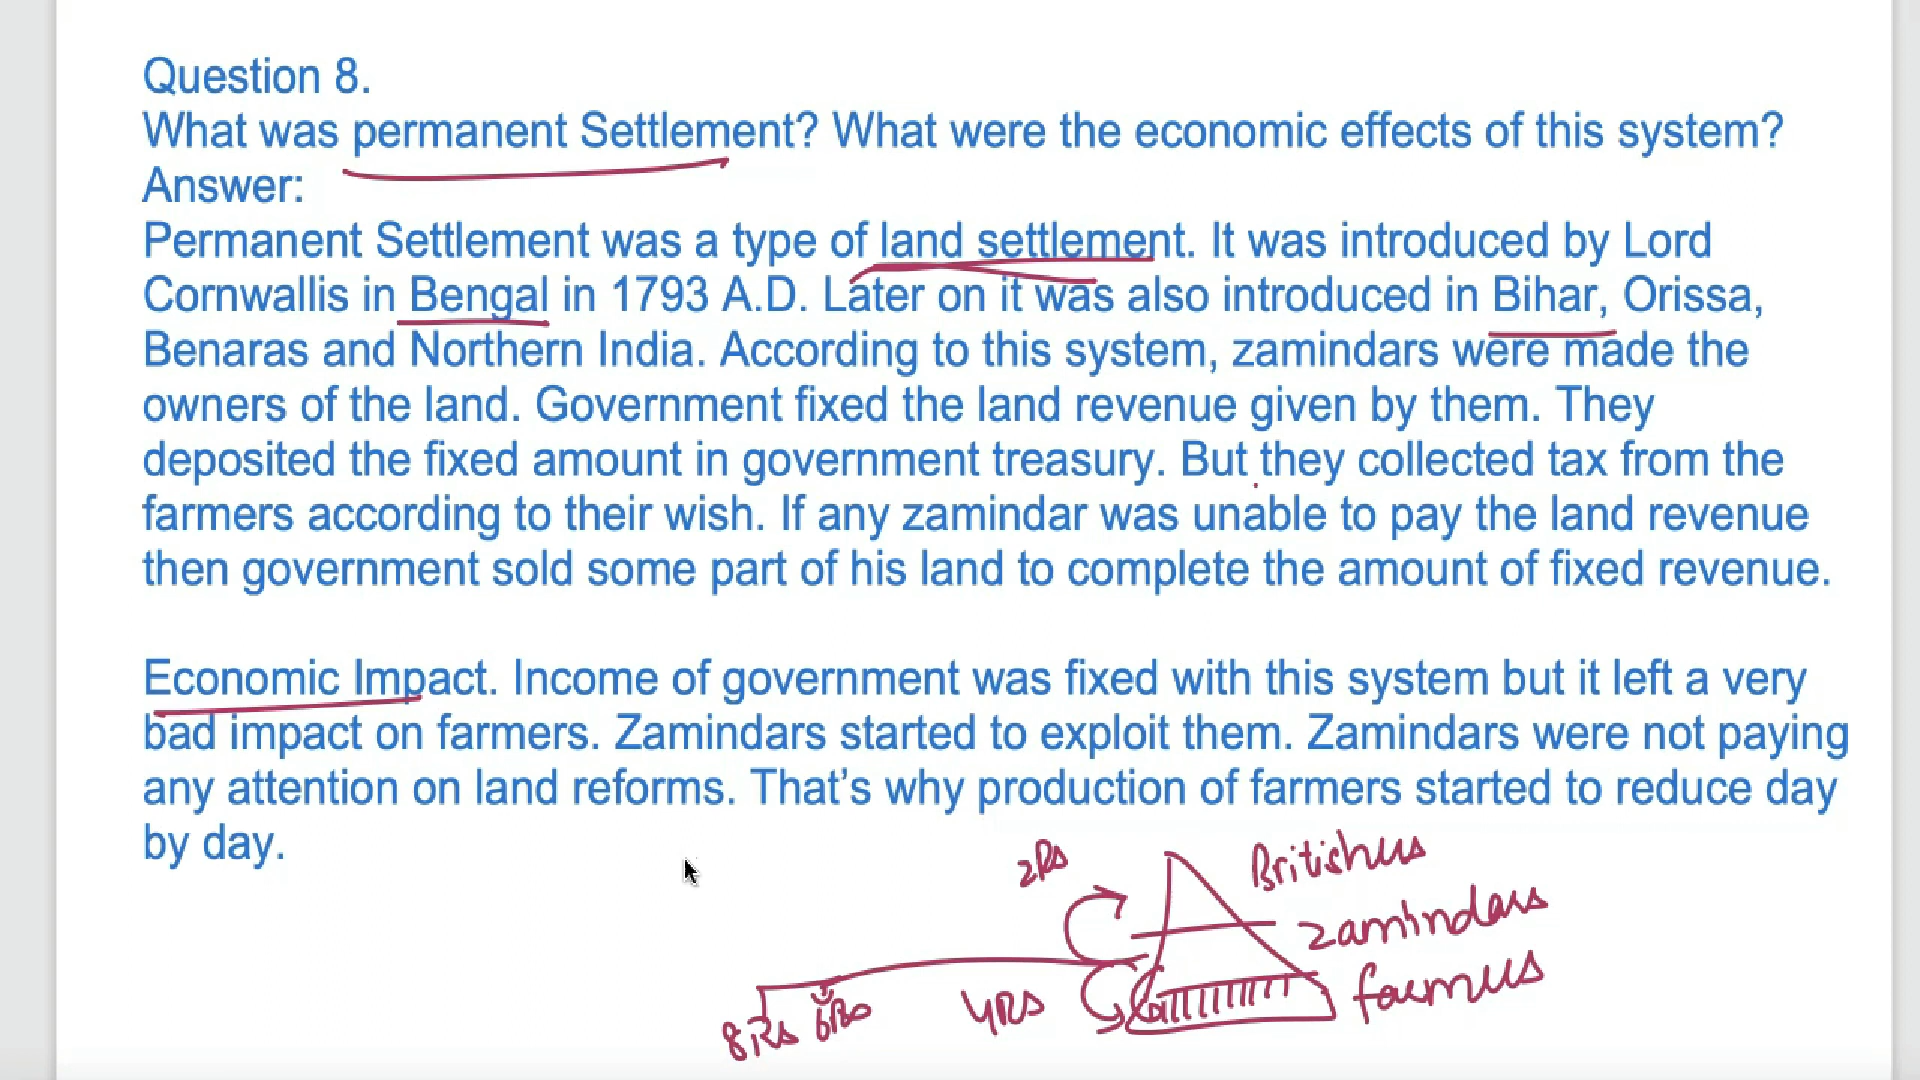 Question 8.
What was permanent Settlement? What were the economic effects of this system?
Answer:
Permanent Settlement was a type of land settlement. It was introduced by Lord
Cornwallis in Bengal in 1793 A.D. Later on it was also introduced in Bihar, Orissa,
Benaras and Northern India. According to this system, zamindars were made the
owners of the land. Government fixed the land revenue given by them. They
deposited the fixed amount in government treasury. But they collected tax from the
farmers according to their wish. If any zamindar was unable to pay the land revenue
then government sold some part of his land to complete the amount of fixed revenue.
Economic Impact. Income of government was fixed with this system but it left a very
bad impact on farmers. Zamindars started to exploit them. Zamindars were not paying
any attention on land reforms. That’s why production of farmers started to reduce day
by day.
2Rs
Britishers
zamindars
farmers
4Rs
8Rs 6Rs